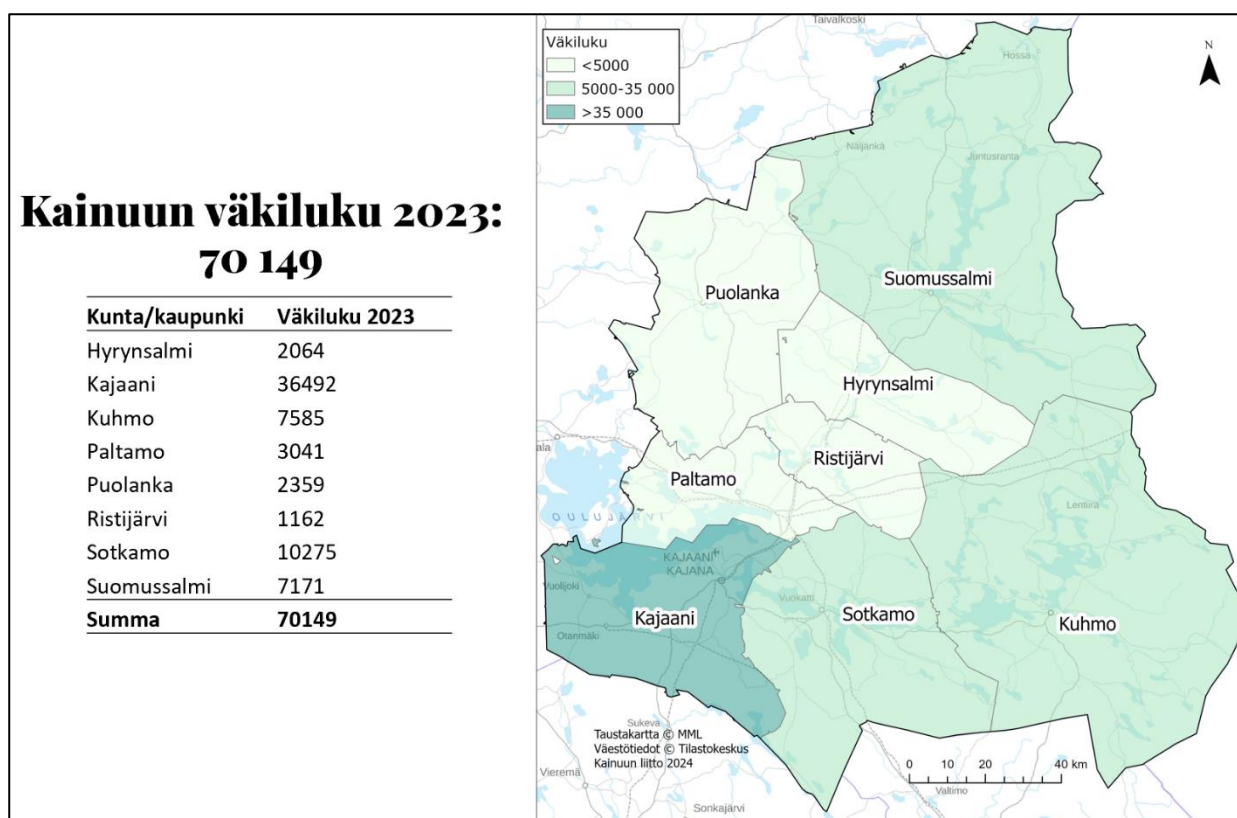 Kainuun väkiluku 2023:
70 149
Kunta/kaupunki Väkiluku 2023
Hyrynsalmi 2064
Kajaani 36492
Kuhmo 7585
Paltamo 3041
Puolanka 2359
Ristijärvi 1162
Sotkamo 10275
Suomussalmi 7171
Summa 70149
Väkiluku
<5000
5000-35 000
>35 000
Taivalkoski
N
Hossa
Näljänkä
Juntusranta
Suomussalmi
Puolanka
Hyrynsalmi
Ristijärvi
Paltamo
Lentiira
OULUJÄRVI
KAJAANI
KAJANA
Vuolijoki
Vuokatti
Kajaani
Sotkamo
Kuhmo
Otanmäki
Sukeva
Taustakartta © MML
Väestötiedot © Tilastokeskus
Kainuun liitto 2024
0 10 20 40 km
Vieremä
Valtimo
Sonkajärvi